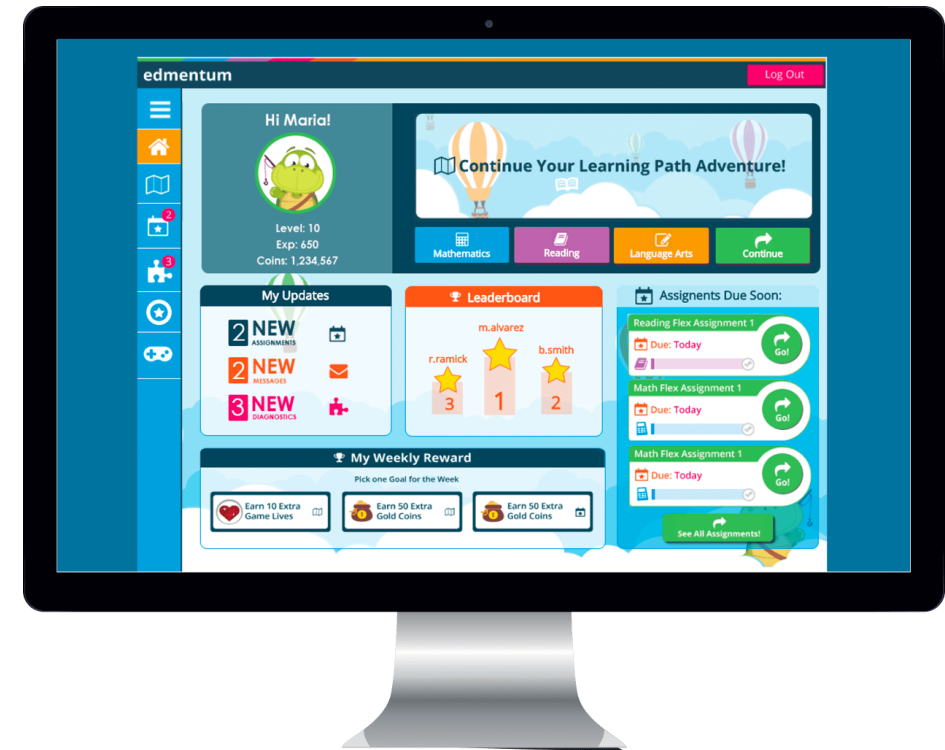 edmentum
Log Out
Hi Maria!
Level: 10
Exp: 650
Coins: 1,234,567
Continue Your Learning Path Adventure!
Mathematics
Reading
Language Arts
Continue
2
3
My Updates
2 NEW
ASSIGNMENTS
2 NEW
MESSAGES
3 NEW
DIAGNOSTICS
Leaderboard
m.alvarez
r.ramick
b.smith
3
1
2
Assignents Due Soon:
Reading Flex Assignment 1
Due: Today
Go!
Math Flex Assignment 1
Due: Today
Go!
Math Flex Assignment 1
Due: Today
Go!
See All Assignments!
My Weekly Reward
Pick one Goal for the Week
Earn 10 Extra
Game Lives
Earn 50 Extra
Gold Coins
Earn 50 Extra
Gold Coins